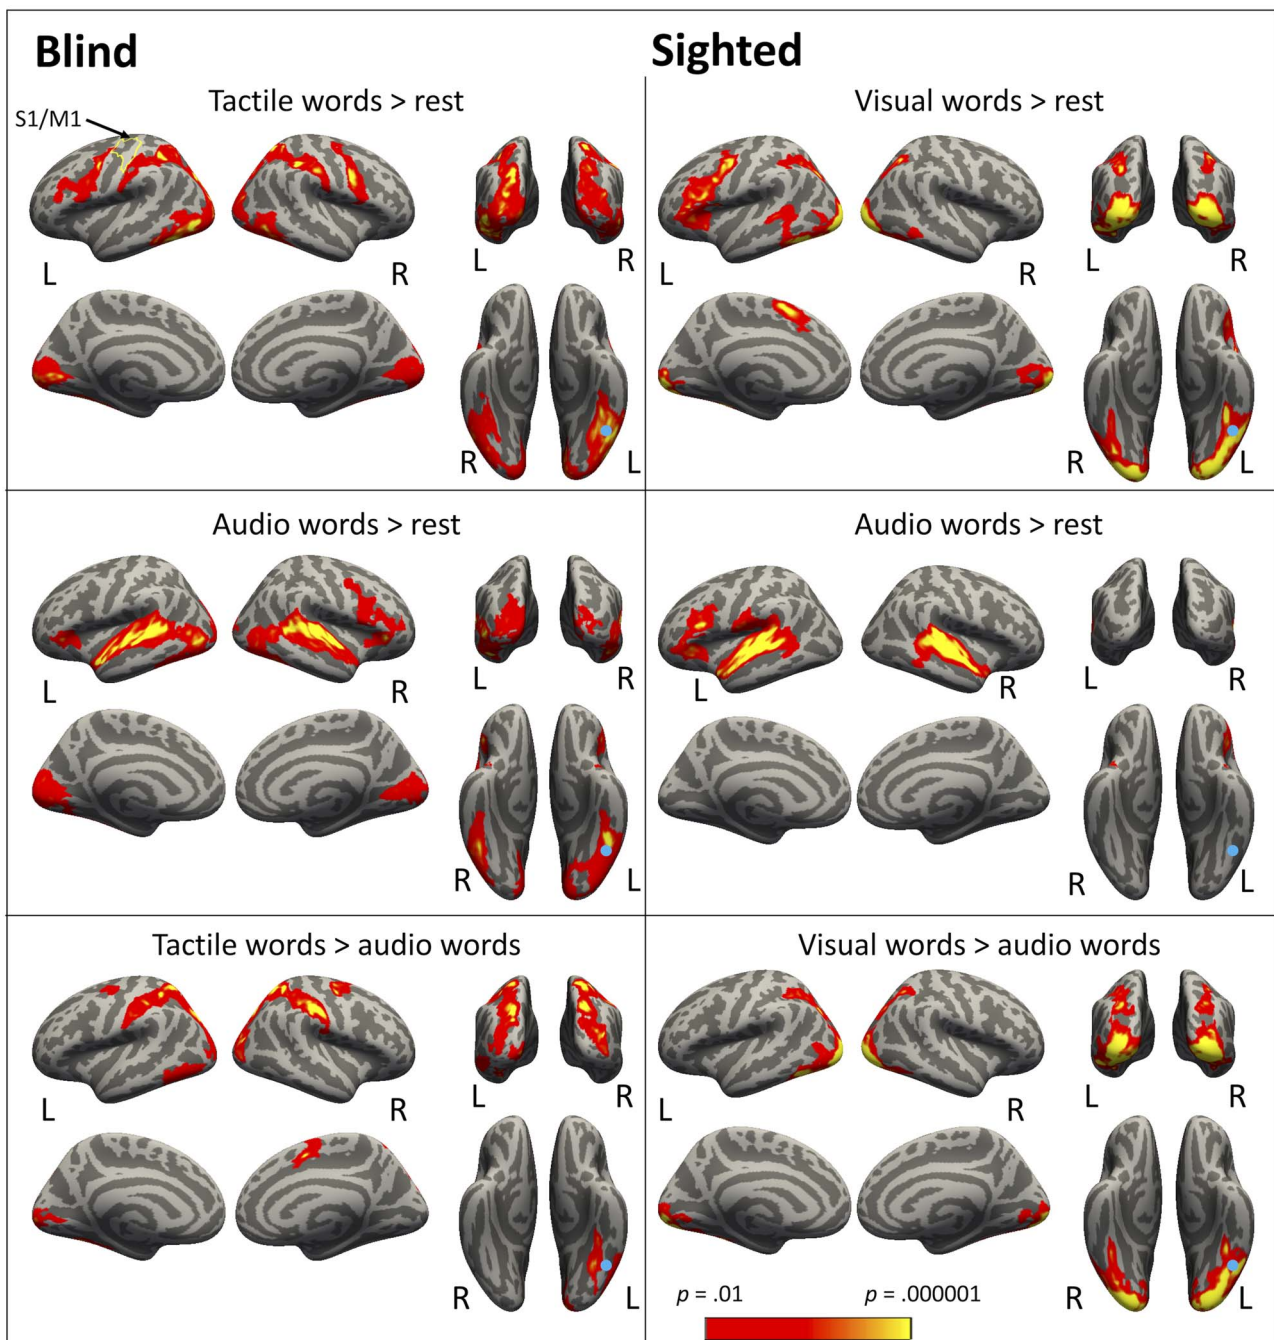 Blind
Sighted
Tactile words > rest
S1/M1
L
R
L
R
R
L
Visual words > rest
L
R
L
R
R
L
Audio words > rest
L
R
L
R
R
L
Audio words > rest
L
R
L
R
R
L
Tactile words > audio words
L
R
L
R
R
L
Visual words > audio words
L
R
L
R
R
L
p = .01
p = .000001